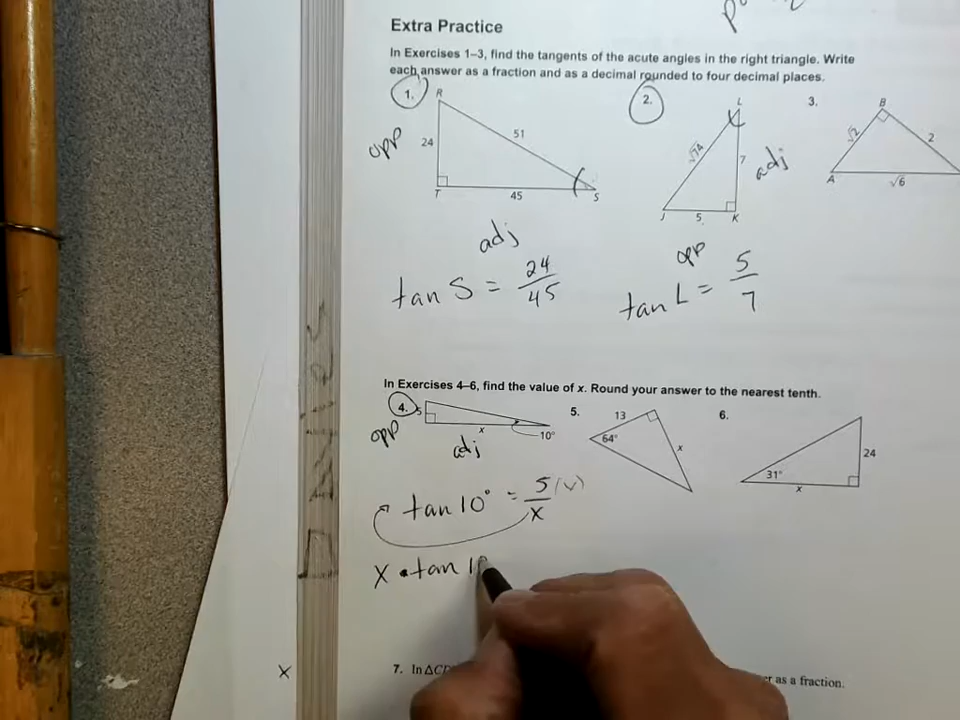 Extra Practice
In Exercises 1–3, find the tangents of the acute angles in the right triangle. Write
each answer as a fraction and as a decimal rounded to four decimal places.
1. R 24 51 T 45 S
opp
adj
tan S = 24/45
2. L √74 7 J 5 K
adj
opp
tan L = 5/7
3. B √2 2 A √6
In Exercises 4–6, find the value of x. Round your answer to the nearest tenth.
4. 5 x 10°
opp
adj
tan 10° = 5/x
x • tan 10
5. 13 64° x
6. 31° 24 x
7. In △CD
as a fraction.
x